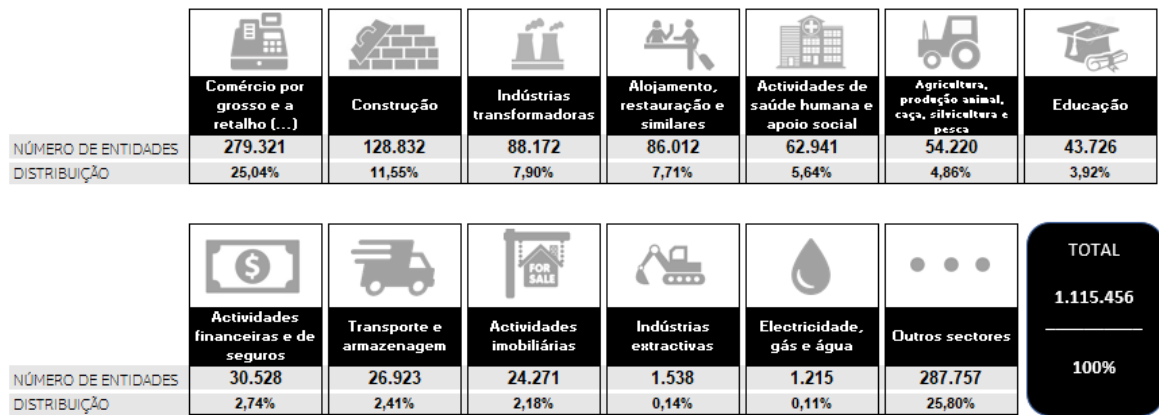 Comércio por grosso e a retalho (...)
Construção
Indústrias transformadoras
Alojamento, restauração e similares
Actividades de saúde humana e apoio social
Agricultura, produção animal, caça, silvicultura e pesca
Educação
NÚMERO DE ENTIDADES 279.321 128.832 88.172 86.012 62.941 54.220 43.726
DISTRIBUIÇÃO 25,04% 11,55% 7,90% 7,71% 5,64% 4,86% 3,92%
$
FOR
SALE
Actividades financeiras e de seguros
Transporte e armazenagem
Actividades imobiliárias
Indústrias extractivas
Electricidade, gás e água
Outros sectores
NÚMERO DE ENTIDADES 30.528 26.923 24.271 1.538 1.215 287.757
DISTRIBUIÇÃO 2,74% 2,41% 2,18% 0,14% 0,11% 25,80%
TOTAL
1.115.456
100%